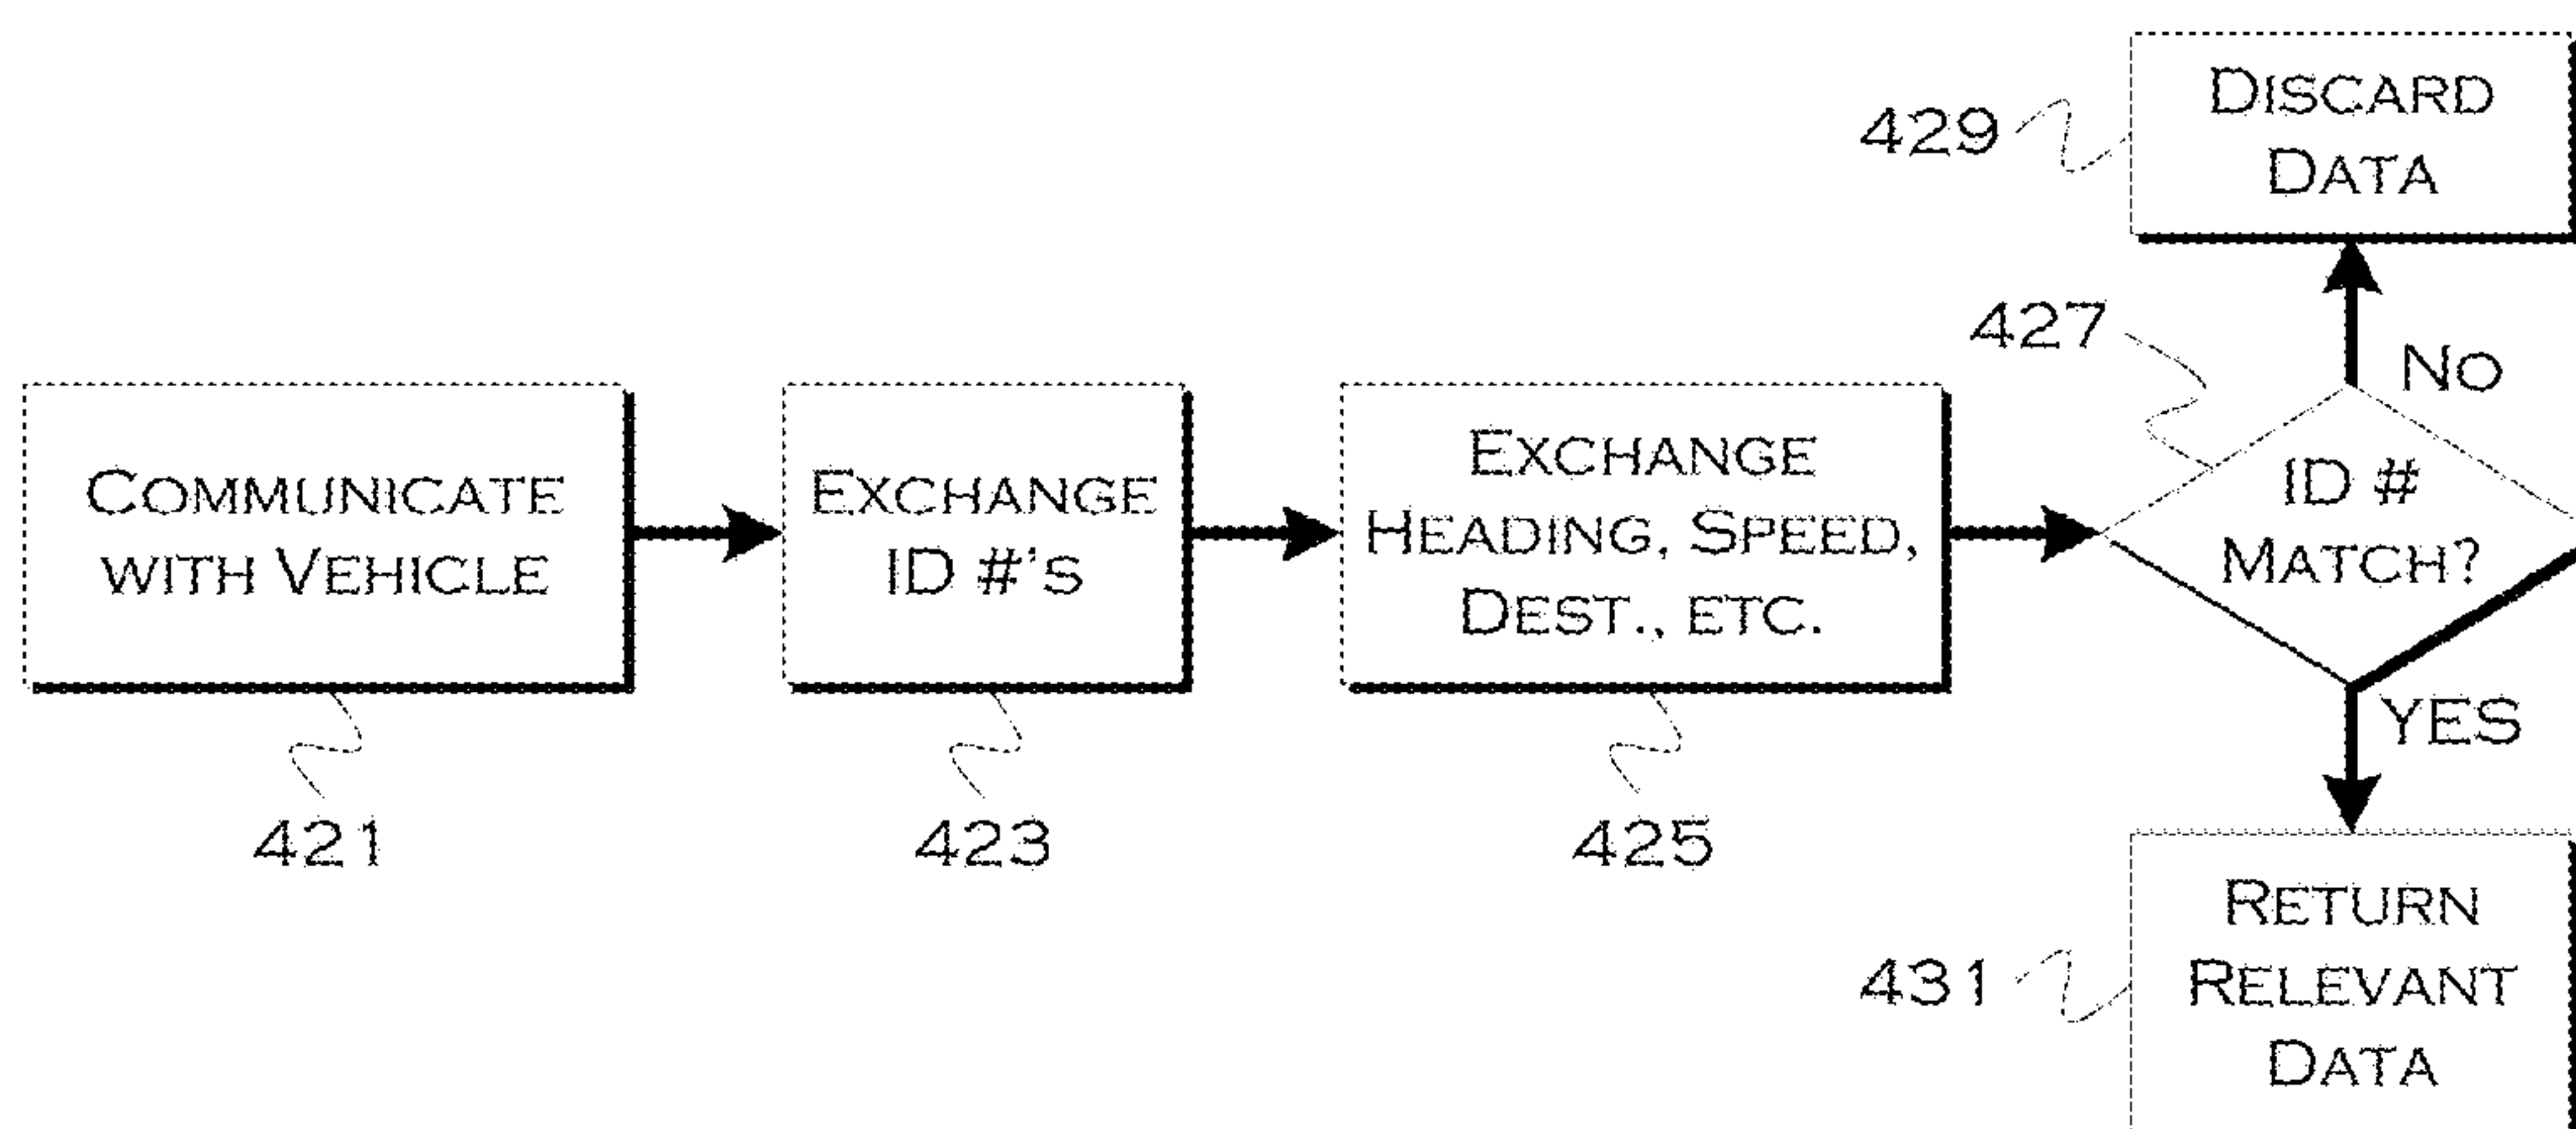 DISCARD
DATA
429
427
NO
COMMUNICATE
WITH VEHICLE
EXCHANGE
ID #'S
EXCHANGE
HEADING, SPEED,
DEST., ETC.
ID #
MATCH?
YES
421
423
425
RETURN
RELEVANT
DATA
431